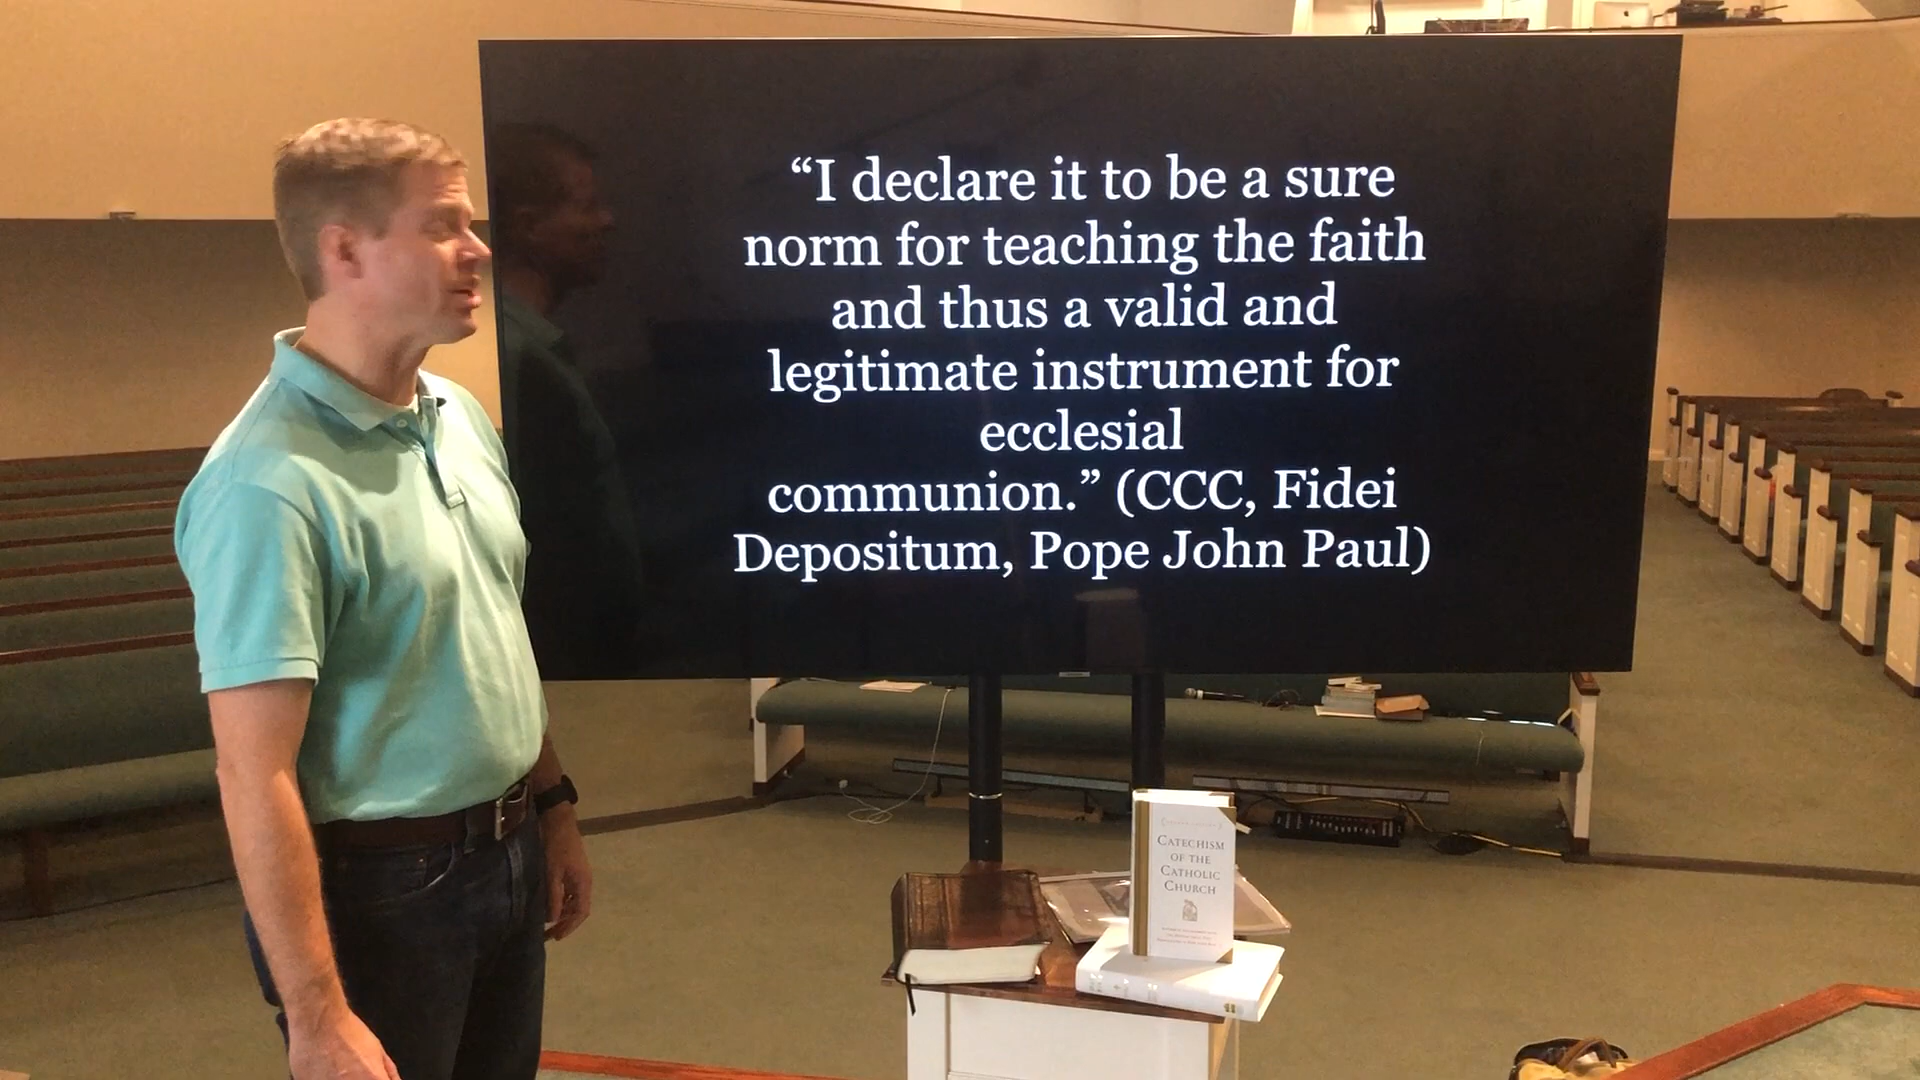 “I declare it to be a sure
norm for teaching the faith
and thus a valid and
legitimate instrument for
ecclesial
communion.” (CCC, Fidei
Depositum, Pope John Paul)
CATECHISM
OF THE
CATHOLIC
CHURCH